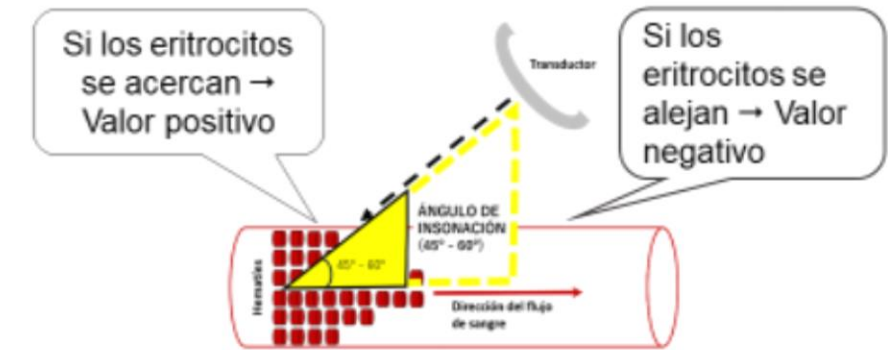 Si los eritrocitos
se acercan →
Valor positivo
Transductor
Si los
eritrocitos se
alejan → Valor
negativo
ÁNGULO DE
INSONACIÓN
(45° - 60°)
45° - 60°
Hematíes
Dirección del flujo
de sangre